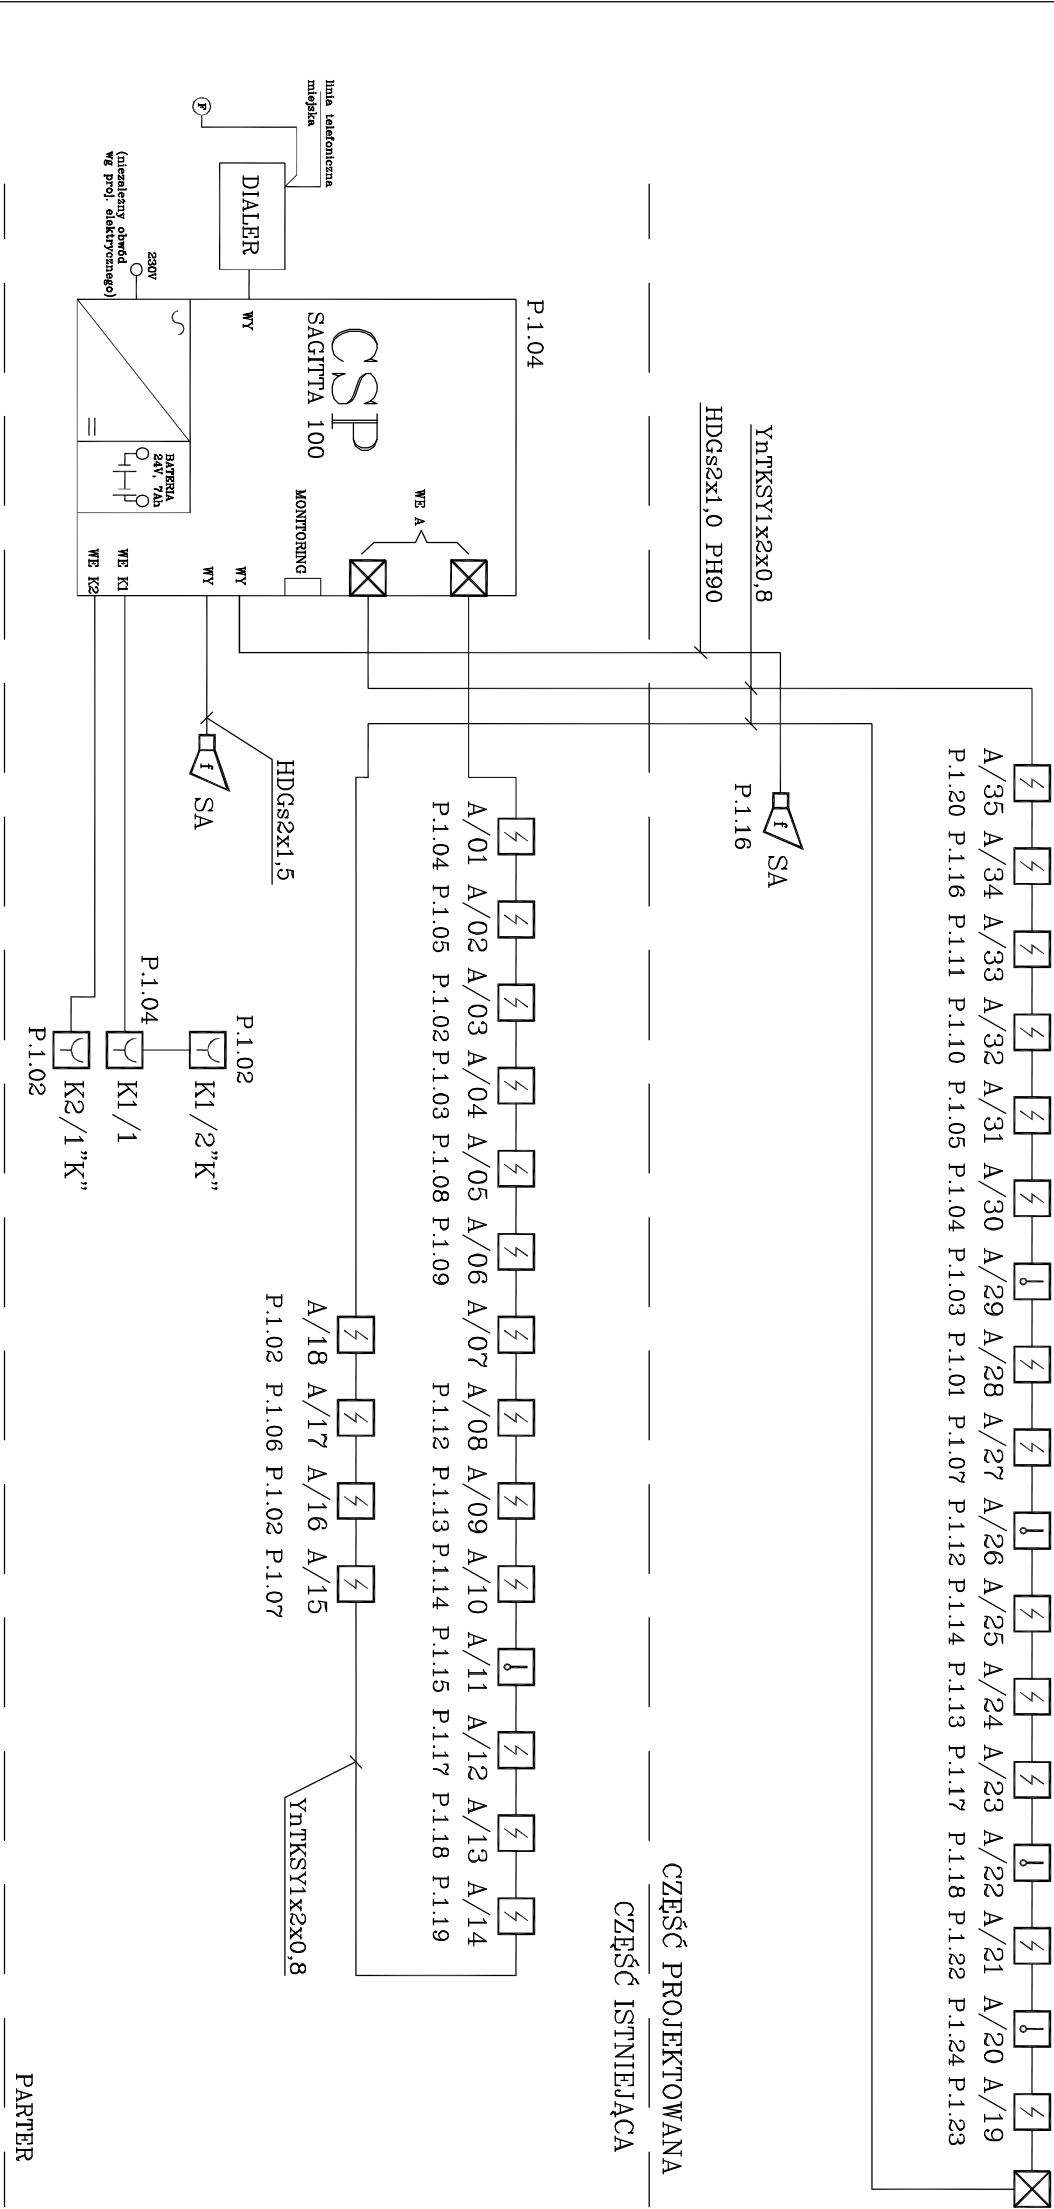 A/35 A/34 A/33 A/32 A/31 A/30 A/29 A/28 A/27 A/26 A/25 A/24 A/23 A/22 A/21 A/20 A/19
P.1.20 P.1.16 P.1.11 P.1.10 P.1.05 P.1.04 P.1.03 P.1.01 P.1.07 P.1.12 P.1.14 P.1.13 P.1.17 P.1.18 P.1.22 P.1.24 P.1.23
f SA
P.1.16
YnTKSY1x2x0,8
HDGs2x1,0 PH90
CZĘŚĆ PROJEKTOWANA
CZĘŚĆ ISTNIEJĄCA
P.1.04
A/01 A/02 A/03 A/04 A/05 A/06 A/07 A/08 A/09 A/10 A/11 A/12 A/13 A/14
P.1.04 P.1.05 P.1.02 P.1.03 P.1.08 P.1.09 P.1.12 P.1.13 P.1.14 P.1.15 P.1.17 P.1.18 P.1.19
WE A
CSP
SAGITTA 100
MONITORING
linia telefoniczna
miejska
A/18 A/17 A/16 A/15
P.1.02 P.1.06 P.1.02 P.1.07
YnTKSY1x2x0,8
HDGs2x1,5
DIALER
WY
WY
WY
F
f SA
P.1.02
K1/2"K"
P.1.04
K1/1
K2/1"K"
P.1.02
230V
(niezależny obwód
wg proj. elektrycznego)
BATERIA
24V, 7Ah
WE K1
WE K2
PARTER